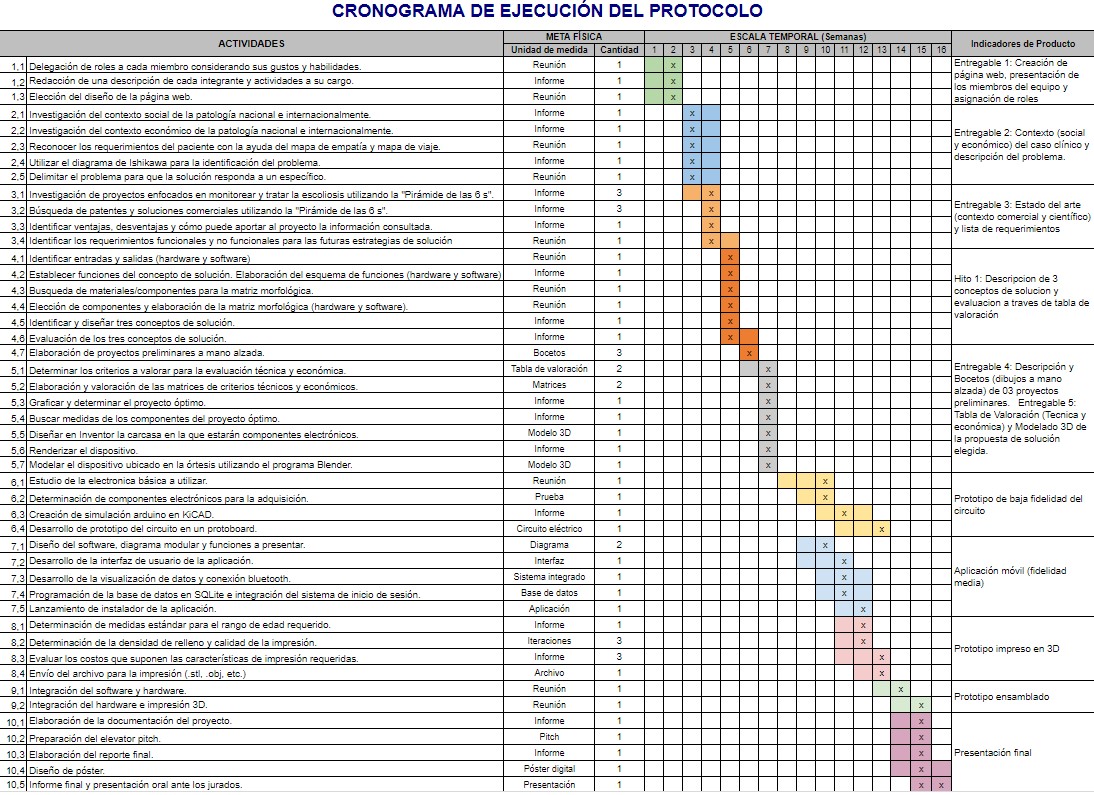 CRONOGRAMA DE EJECUCIÓN DEL PROTOCOLO
ACTIVIDADES META FÍSICA ESCALA TEMPORAL (Semanas) Indicadores de Producto
Unidad de medida Cantidad 1 2 3 4 5 6 7 8 9 10 11 12 13 14 15 16
1,1 Delegación de roles a cada miembro considerando sus gustos y habilidades. Reunión 1 x
1,2 Redacción de una descripción de cada integrante y actividades a su cargo. Informe 1 x
1,3 Elección del diseño de la página web. Reunión 1 x
Entregable 1: Creación de
página web, presentación de
los miembros del equipo y
asignación de roles
2,1 Investigación del contexto social de la patología nacional e internacionalmente. Informe 1 x
2,2 Investigación del contexto económico de la patología nacional e internacionalmente. Informe 1 x
2,3 Reconocer los requerimientos del paciente con la ayuda del mapa de empatía y mapa de viaje. Reunión 1 x
2,4 Utilizar el diagrama de Ishikawa para la identificación del problema. Informe 1 x
2,5 Delimitar el problema para que la solución responda a un específico. Reunión 1 x
Entregable 2: Contexto (social
y económico) del caso clínico y
descripción del problema.
3,1 Investigación de proyectos enfocados en monitorear y tratar la escoliosis utilizando la "Pirámide de las 6 s". Informe 3 x
3,2 Búsqueda de patentes y soluciones comerciales utilizando la "Pirámide de las 6 s". Informe 3 x
3,3 Identificar ventajas, desventajas y cómo puede aportar al proyecto la información consultada. Informe 1 x
3,4 Identificar los requerimientos funcionales y no funcionales para las futuras estrategias de solución Reunión 1 x
Entregable 3: Estado del arte
(contexto comercial y científico)
y lista de requerimientos
4,1 Identificar entradas y salidas (hardware y software) Reunión 1 x
4,2 Establecer funciones del concepto de solución. Elaboración del esquema de funciones (hardware y software) Informe 1 x
4,3 Busqueda de materiales/componentes para la matriz morfológica. Reunión 1 x
4,4 Elección de componentes y elaboración de la matriz morfológica (hardware y software). Reunión 1 x
4,5 Identificar y diseñar tres conceptos de solución. Informe 1 x
4,6 Evaluación de los tres conceptos de solución. Informe 1 x
Hito 1: Descripcion de 3
conceptos de solucion y
evaluacion a traves de tabla de
valoración
4,7 Elaboración de proyectos preliminares a mano alzada. Bocetos 3 x
5,1 Determinar los criterios a valorar para la evaluación técnica y económica. Tabla de valoración 2 x
5,2 Elaboración y valoración de las matrices de criterios técnicos y económicos. Matrices 2 x
5,3 Graficar y determinar el proyecto óptimo. Informe 1 x
5,4 Buscar medidas de los componentes del proyecto óptimo. Informe 1 x
5,5 Diseñar en Inventor la carcasa en la que estarán componentes electrónicos. Modelo 3D 1 x
5,6 Renderizar el dispositivo. Informe 1 x
5,7 Modelar el dispositivo ubicado en la órtesis utilizando el programa Blender. Modelo 3D 1 x
Entregable 4: Descripción y
Bocetos (dibujos a mano
alzada) de 03 proyectos
preliminares. Entregable 5:
Tabla de Valoración (Tecnica y
económica) y Modelado 3D de
la propuesta de solución
elegida.
6,1 Estudio de la electronica básica a utilizar. Reunión 1 x
6,2 Determinación de componentes electrónicos para la adquisición. Prueba 1 x
6,3 Creación de simulación arduino en KiCAD. Informe 1 x
6,4 Desarrollo de prototipo del circuito en un protoboard. Circuito eléctrico 1 x
Prototipo de baja fidelidad del
circuito
7,1 Diseño del software, diagrama modular y funciones a presentar. Diagrama 2 x
7,2 Desarrollo de la interfaz de usuario de la aplicación. Interfaz 1 x
7,3 Desarrollo de la visualización de datos y conexión bluetooth. Sistema integrado 1 x
7,4 Programación de la base de datos en SQLite e integración del sistema de inicio de sesión. Base de datos 1 x
7,5 Lanzamiento de instalador de la aplicación. Aplicación 1 x
Aplicación móvil (fidelidad
media)
8,1 Determinación de medidas estándar para el rango de edad requerido. Informe 1 x
8,2 Determinación de la densidad de relleno y calidad de la impresión. Iteraciones 3 x
8,3 Evaluar los costos que suponen las características de impresión requeridas. Informe 3 x
8,4 Envío del archivo para la impresión (.stl, .obj, etc.) Archivo 1 x
Prototipo impreso en 3D
9,1 Integración del software y hardware. Reunión 1 x
9,2 Integración del hardware e impresión 3D. Reunión 1 x
Prototipo ensamblado
10,1 Elaboración de la documentación del proyecto. Informe 1 x
10,2 Preparación del elevator pitch. Pitch 1 x
10,3 Elaboración del reporte final. Informe 1 x
10,4 Diseño de póster. Póster digital 1 x
10,5 Informe final y presentación oral ante los jurados. Presentación 1 x x
Presentación final